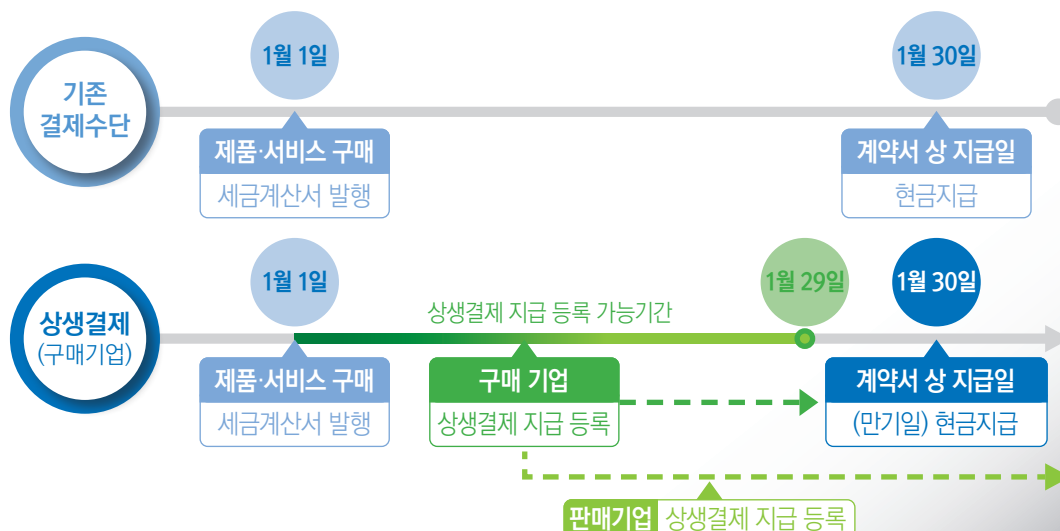 1월 1일
1월 30일
기존
결제수단
제품·서비스 구매
세금계산서 발행
계약서 상 지급일
현금지급
1월 1일
1월 29일
1월 30일
상생결제 지급 등록 가능기간
상생결제
(구매기업)
제품·서비스 구매
세금계산서 발행
구매 기업
상생결제 지급 등록
계약서 상 지급일
(만기일) 현금지급
판매기업 상생결제 지급 등록